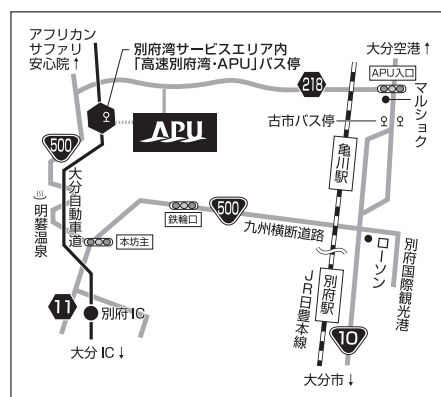 アフリカン
サファリ
安心院↑
別府湾サービスエリア内
「高速別府湾・APU」バス停
大分空港↑
APU入口
218
マルショク
古市バス停
APU
500
亀川駅
大分自動車道
明礬温泉
鉄輪口
500
九州横断道路
本坊主
ローソン
別府国際観光港
11
別府IC
別府駅
JR日豊本線
10
大分IC↓
大分市↓